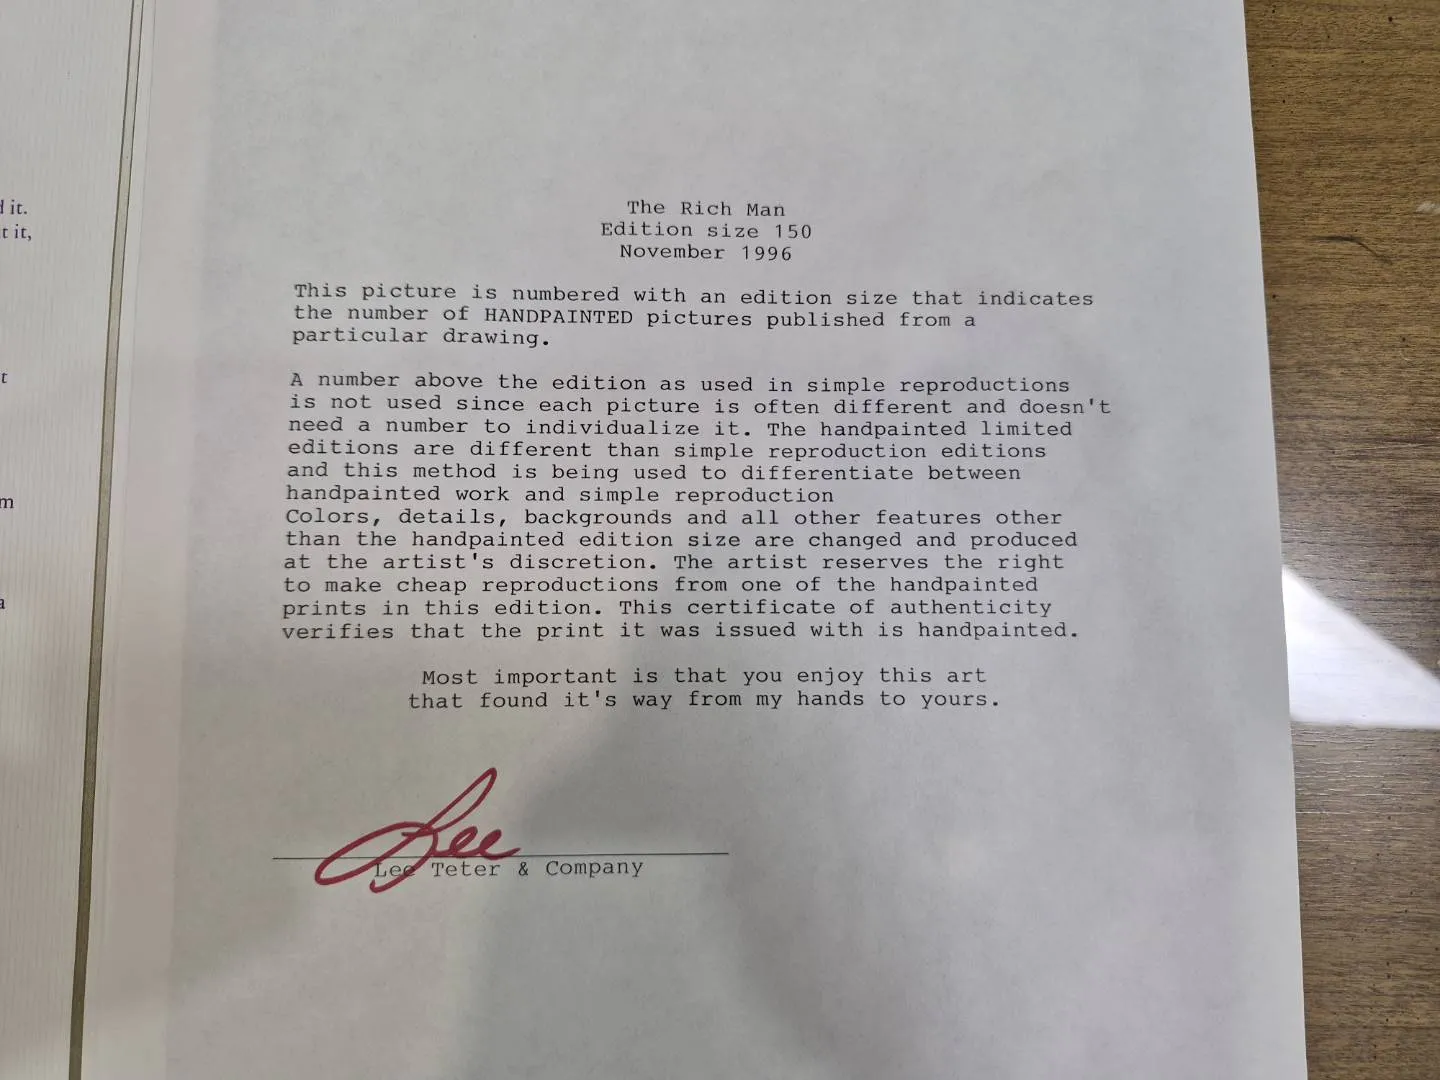 d it.
t it,
t
m
a
The Rich Man
Edition size 150
November 1996
This picture is numbered with an edition size that indicates
the number of HANDPAINTED pictures published from a
particular drawing.
A number above the edition as used in simple reproductions
is not used since each picture is often different and doesn't
need a number to individualize it. The handpainted limited
editions are different than simple reproduction editions
and this method is being used to differentiate between
handpainted work and simple reproduction
Colors, details, backgrounds and all other features other
than the handpainted edition size are changed and produced
at the artist's discretion. The artist reserves the right
to make cheap reproductions from one of the handpainted
prints in this edition. This certificate of authenticity
verifies that the print it was issued with is handpainted.
Most important is that you enjoy this art
that found it's way from my hands to yours.
Lee
Lee Teter & Company